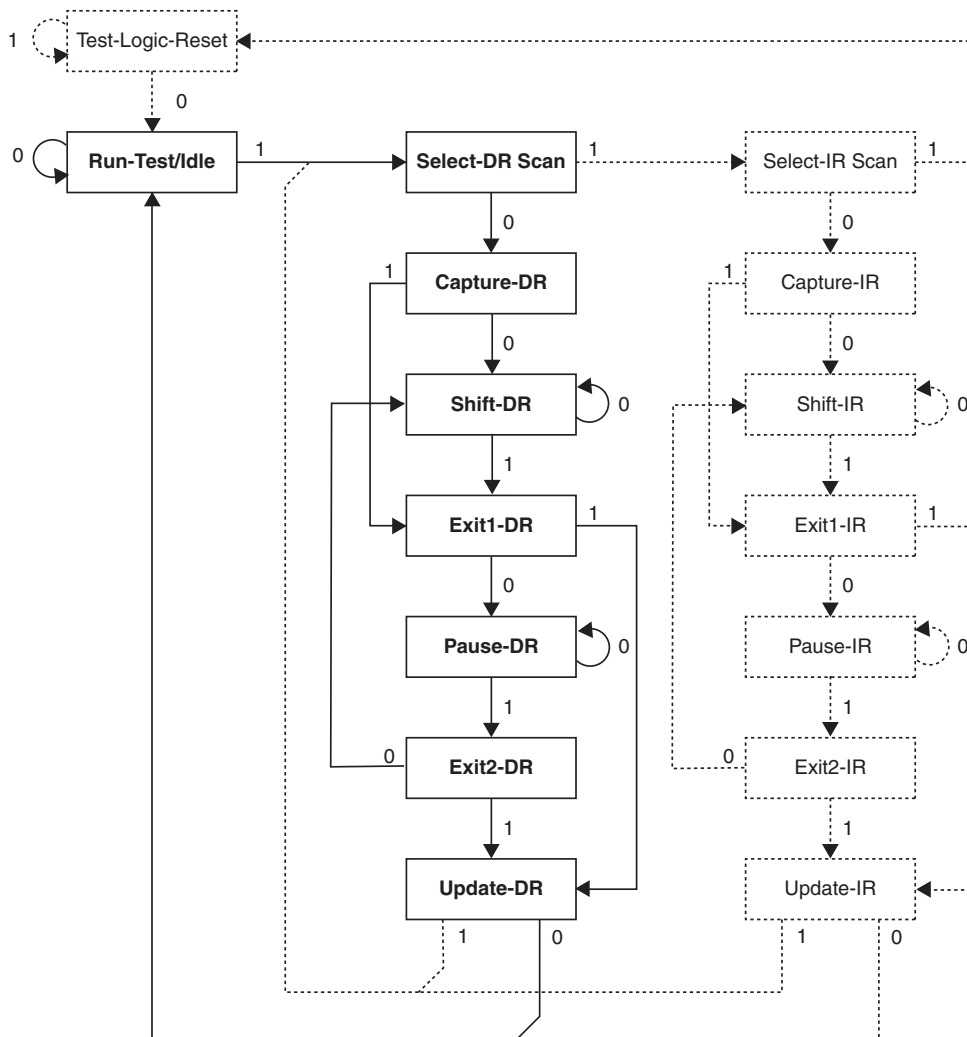 1 Test-Logic-Reset
0
0 Run-Test/Idle 1 Select-DR Scan 1 Select-IR Scan 1
0 0
1 Capture-DR 1 Capture-IR
0 0
Shift-DR 0 Shift-IR 0
1 1
Exit1-DR 1 Exit1-IR 1
0 0
Pause-DR 0 Pause-IR 0
1 1
0 Exit2-DR 0 Exit2-IR
1 1
Update-DR Update-IR
1 0 1 0